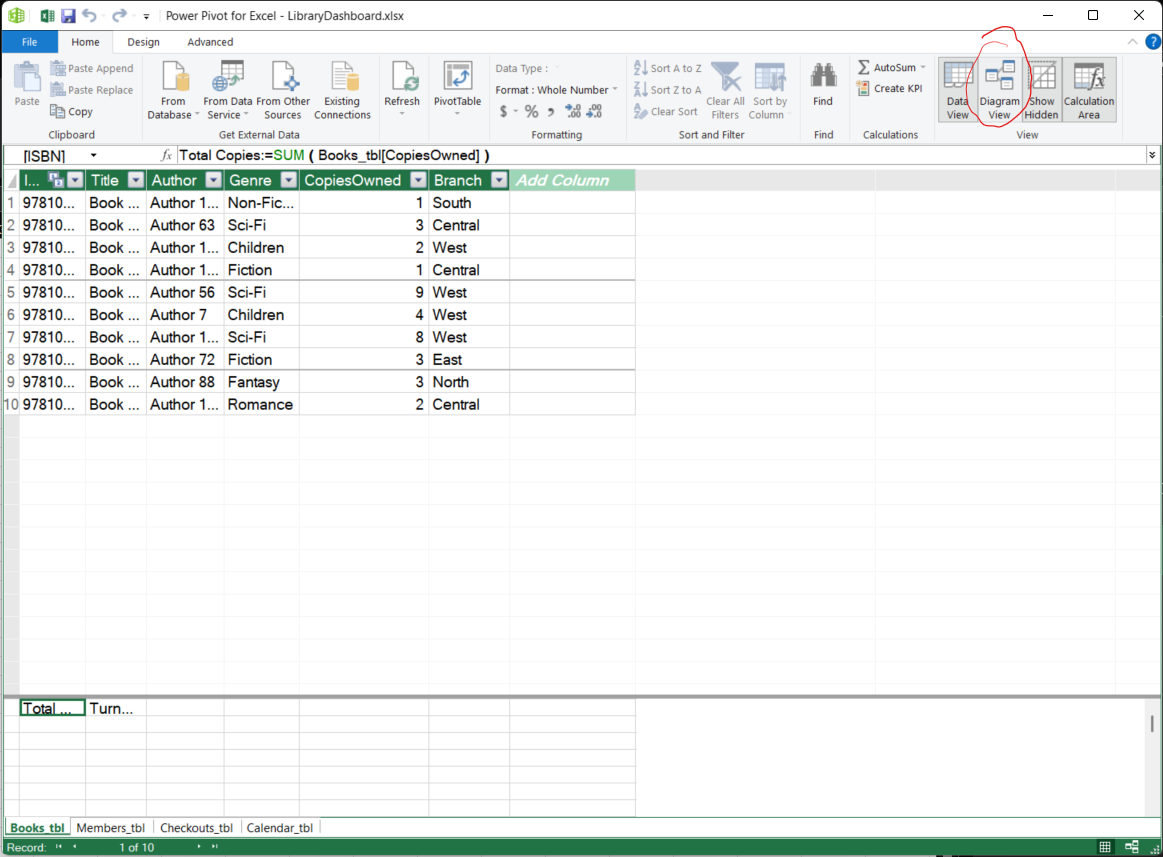 Power Pivot for Excel - LibraryDashboard.xlsx
File Home Design Advanced
Paste
Paste Append
Paste Replace
Copy
Clipboard
From Database
From Data Service
From Other Sources
Existing Connections
Get External Data
Refresh
PivotTable
Data Type :
Format : Whole Number
$ % , .00 .00
Formatting
Sort A to Z
Sort Z to A
Clear Sort
Clear All Filters
Sort by Column
Sort and Filter
Find
Find
AutoSum
Create KPI
Calculations
Data View
Diagram View
Show Hidden
Calculation Area
View
[ISBN] fx Total Copies:=SUM ( Books_tbl[CopiesOwned] )
I... Title Author Genre CopiesOwned Branch Add Column
1 97810... Book ... Author 1... Non-Fic... 1 South
2 97810... Book ... Author 63 Sci-Fi 3 Central
3 97810... Book ... Author 1... Children 2 West
4 97810... Book ... Author 1... Fiction 1 Central
5 97810... Book ... Author 56 Sci-Fi 9 West
6 97810... Book ... Author 7 Children 4 West
7 97810... Book ... Author 1... Sci-Fi 8 West
8 97810... Book ... Author 72 Fiction 3 East
9 97810... Book ... Author 88 Fantasy 3 North
10 97810... Book ... Author 1... Romance 2 Central
Total ... Turn...
Books_tbl Members_tbl Checkouts_tbl Calendar_tbl
Record: 1 of 10